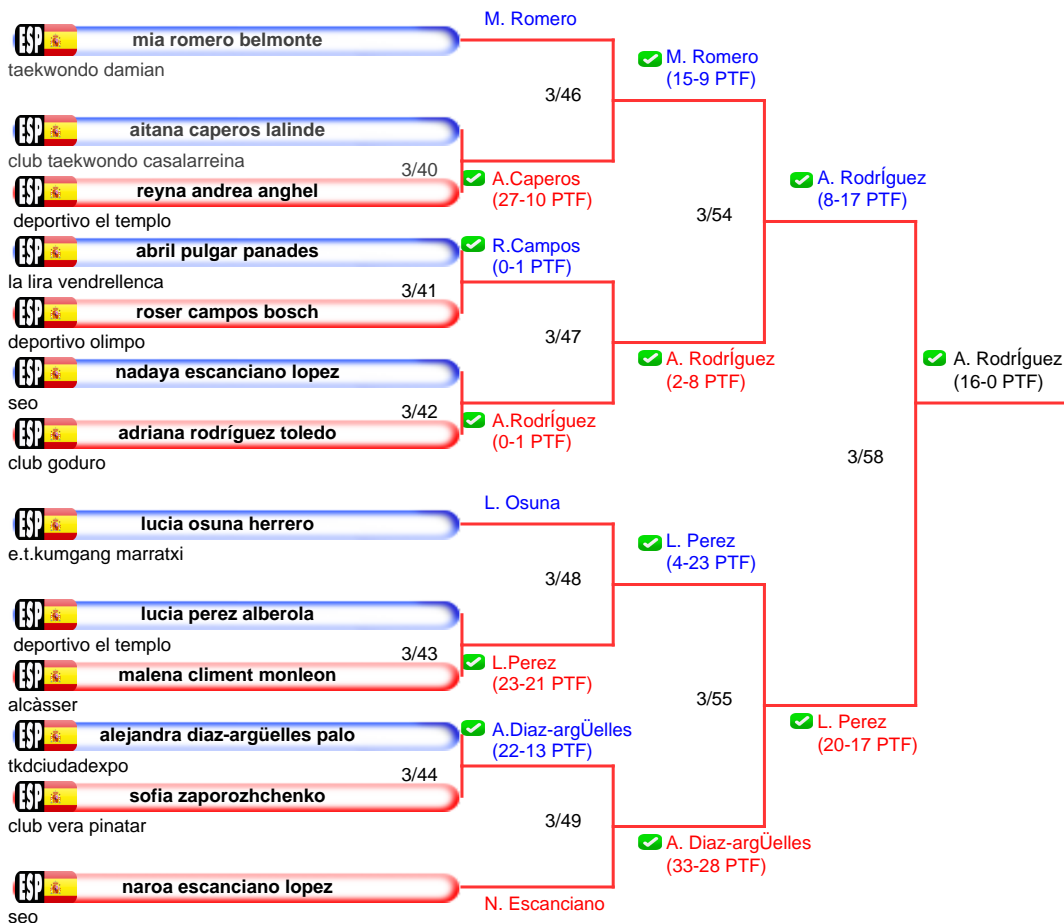 M. Romero
ESP mia romero belmonte
taekwondo damian
M. Romero
(15-9 PTF)
3/46
ESP aitana caperos lalinde
club taekwondo casalarreina
3/40
A.Caperos
(27-10 PTF)
ESP reyna andrea anghel
deportivo el templo
A. RodrÍguez
(8-17 PTF)
3/54
ESP abril pulgar panades
la lira vendrellenca
R.Campos
(0-1 PTF)
3/41
ESP roser campos bosch
deportivo olimpo
3/47
A. RodrÍguez
(2-8 PTF)
A. RodrÍguez
(16-0 PTF)
ESP nadaya escanciano lopez
seo
3/42
A.RodrÍguez
(0-1 PTF)
ESP adriana rodríguez toledo
club goduro
3/58
L. Osuna
ESP lucia osuna herrero
e.t.kumgang marratxi
L. Perez
(4-23 PTF)
3/48
ESP lucia perez alberola
deportivo el templo
3/43
L.Perez
(23-21 PTF)
ESP malena climent monleon
alcàsser
3/55
L. Perez
(20-17 PTF)
ESP alejandra diaz-argüelles palo
tkdciudadexpo
A.Diaz-argÜelles
(22-13 PTF)
3/44
ESP sofia zaporozhchenko
club vera pinatar
3/49
A. Diaz-argÜelles
(33-28 PTF)
ESP naroa escanciano lopez
seo
N. Escanciano